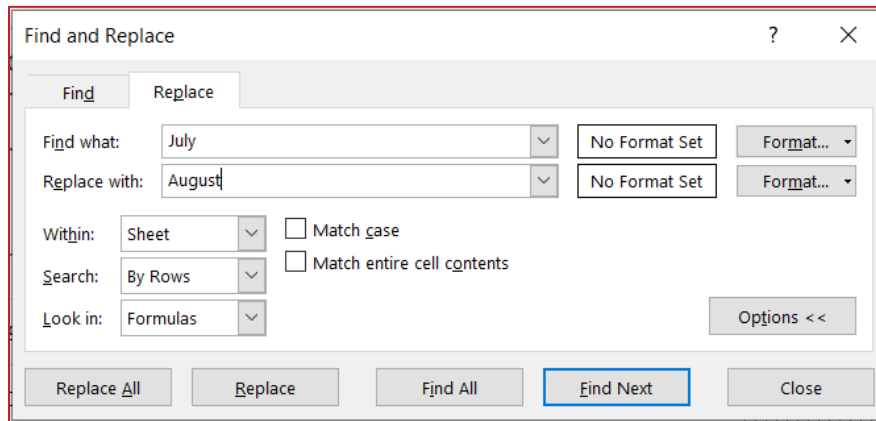 Find and Replace ?
Find Replace
Find what: July No Format Set Format...
Replace with: August No Format Set Format...
Within: Sheet Match case
Search: By Rows Match entire cell contents
Look in: Formulas Options <<
Replace All Replace Find All Find Next Close